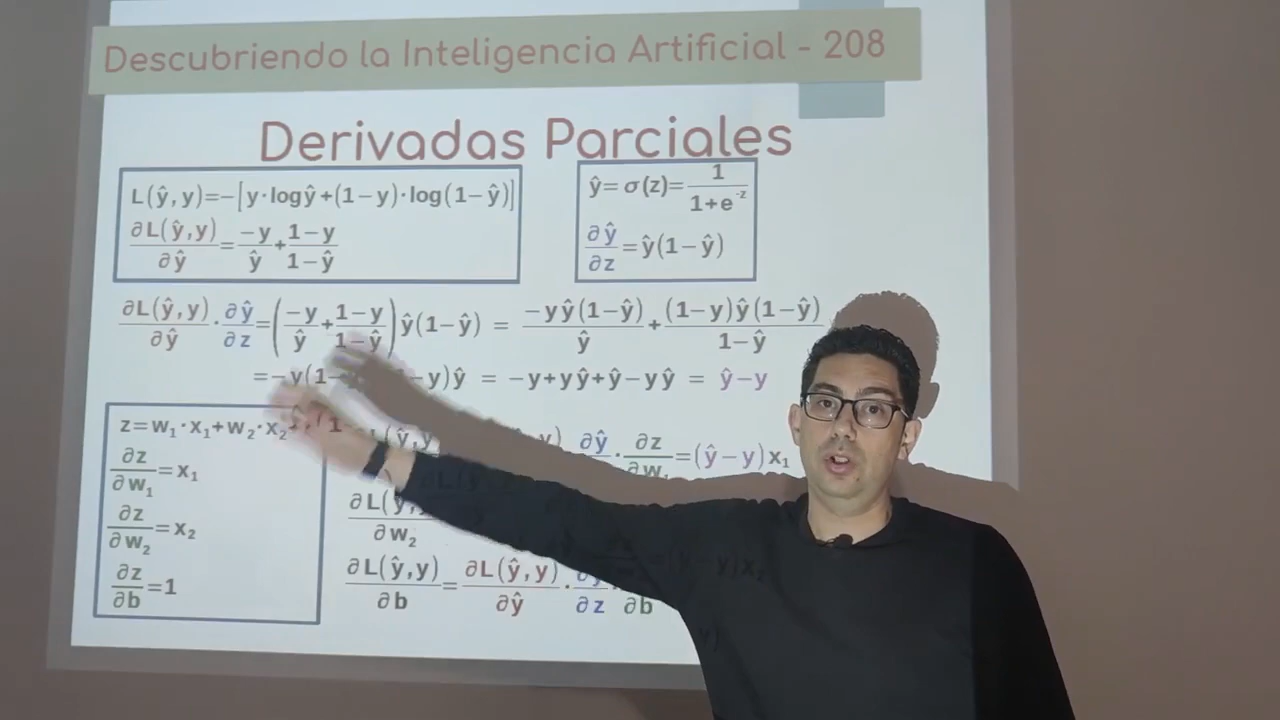 Descubriendo la Inteligencia Artificial - 208
Derivadas Parciales
L(ŷ,y)=-[y·logŷ+(1-y)·log(1-ŷ)]
∂L(ŷ,y)/∂ŷ = -y/ŷ + (1-y)/(1-ŷ)
ŷ=σ(z)=1/(1+e^-z)
∂ŷ/∂z=ŷ(1-ŷ)
∂L(ŷ,y)/∂ŷ · ∂ŷ/∂z = (-y/ŷ + (1-y)/(1-ŷ)) ŷ(1-ŷ) = -yŷ(1-ŷ)/ŷ + (1-y)ŷ(1-ŷ)/(1-ŷ)
=-y(1 -y)ŷ = -y+yŷ+ŷ-yŷ = ŷ-y
z=w₁·x₁+w₂·x₂
∂z/∂w₁=x₁
∂z/∂w₂=x₂
∂z/∂b=1
(ŷ,y ∂ŷ/∂z · ∂z/∂w₁ =(ŷ-y)x₁
∂L(ŷ,y /∂w₂
∂L(ŷ,y)/∂b = ∂L(ŷ,y)/∂ŷ · ∂ŷ/∂z · /∂b